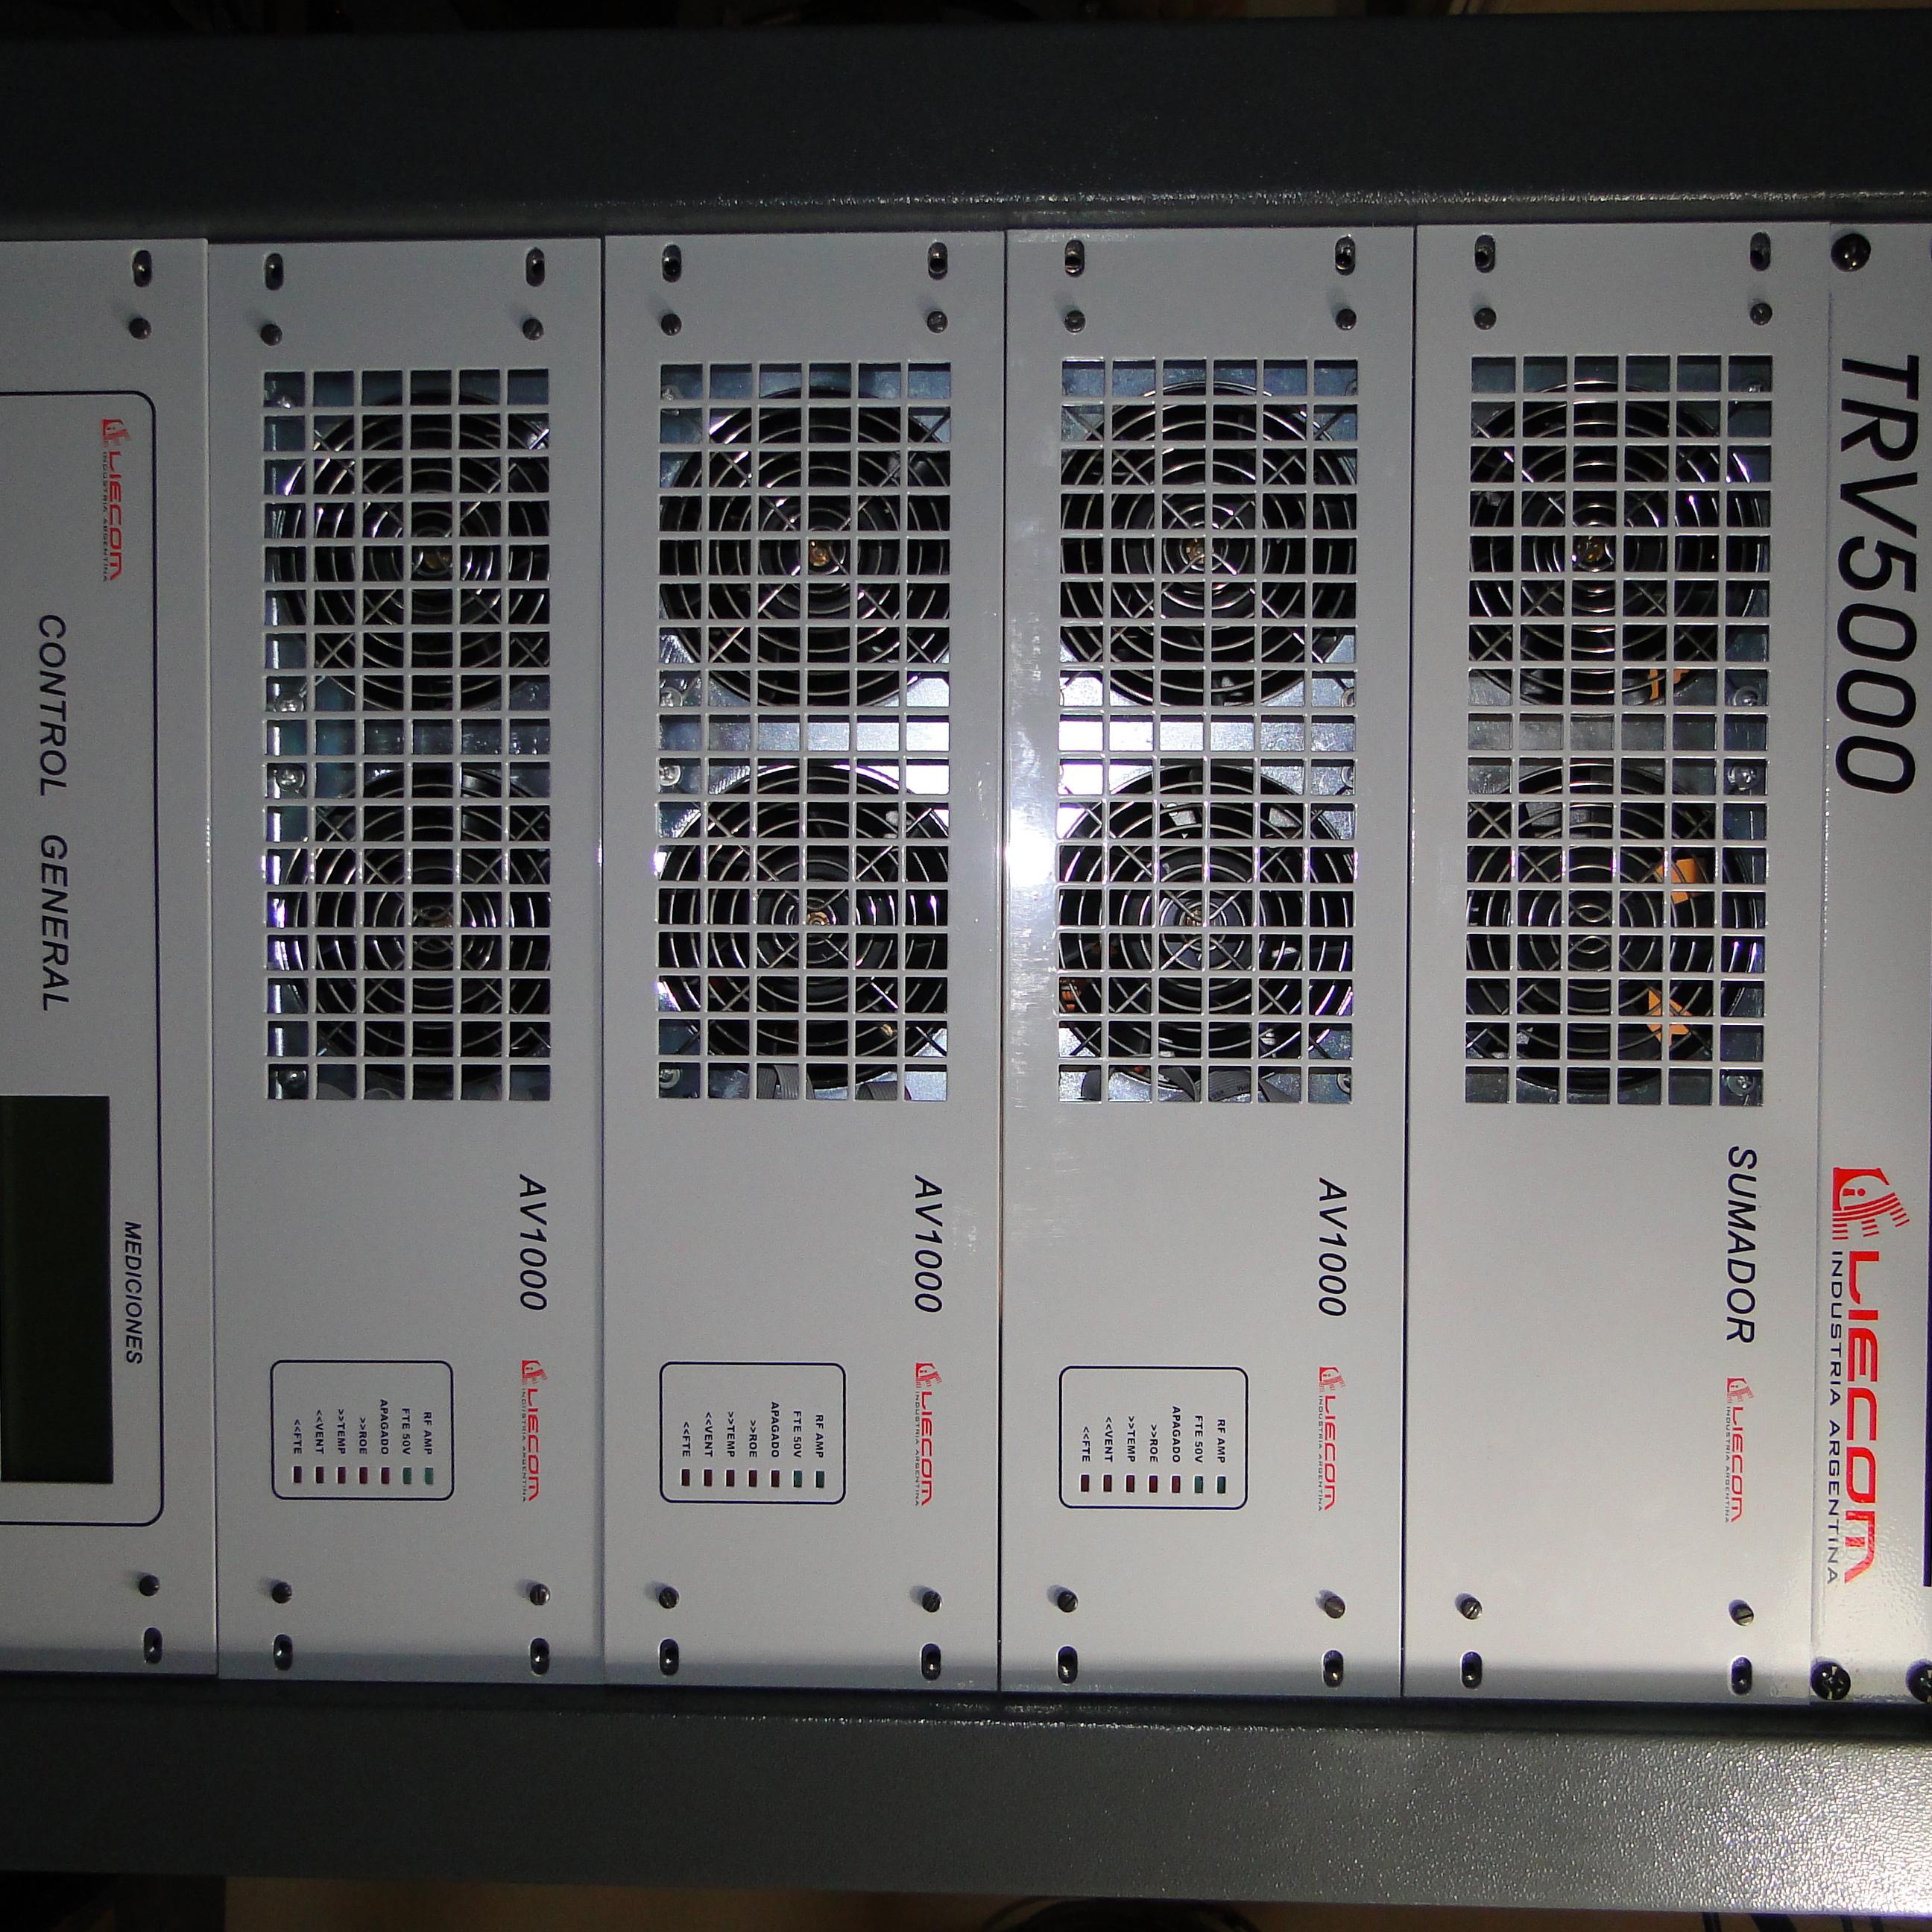 TRV5000
LIECOM
INDUSTRIA ARGENTINA
SUMADOR
LIECOM
INDUSTRIA ARGENTINA
AV1000
LIECOM
INDUSTRIA ARGENTINA
RF AMP
FTE 50V
APAGADO
>>ROE
>>TEMP
<<VENT
<<FTE
AV1000
LIECOM
INDUSTRIA ARGENTINA
RF AMP
FTE 50V
APAGADO
>>ROE
>>TEMP
<<VENT
<<FTE
AV1000
LIECOM
INDUSTRIA ARGENTINA
RF AMP
FTE 50V
APAGADO
>>ROE
>>TEMP
<<VENT
<<FTE
LIECOM
INDUSTRIA ARGENTINA
MEDICIONES
CONTROL GENERAL